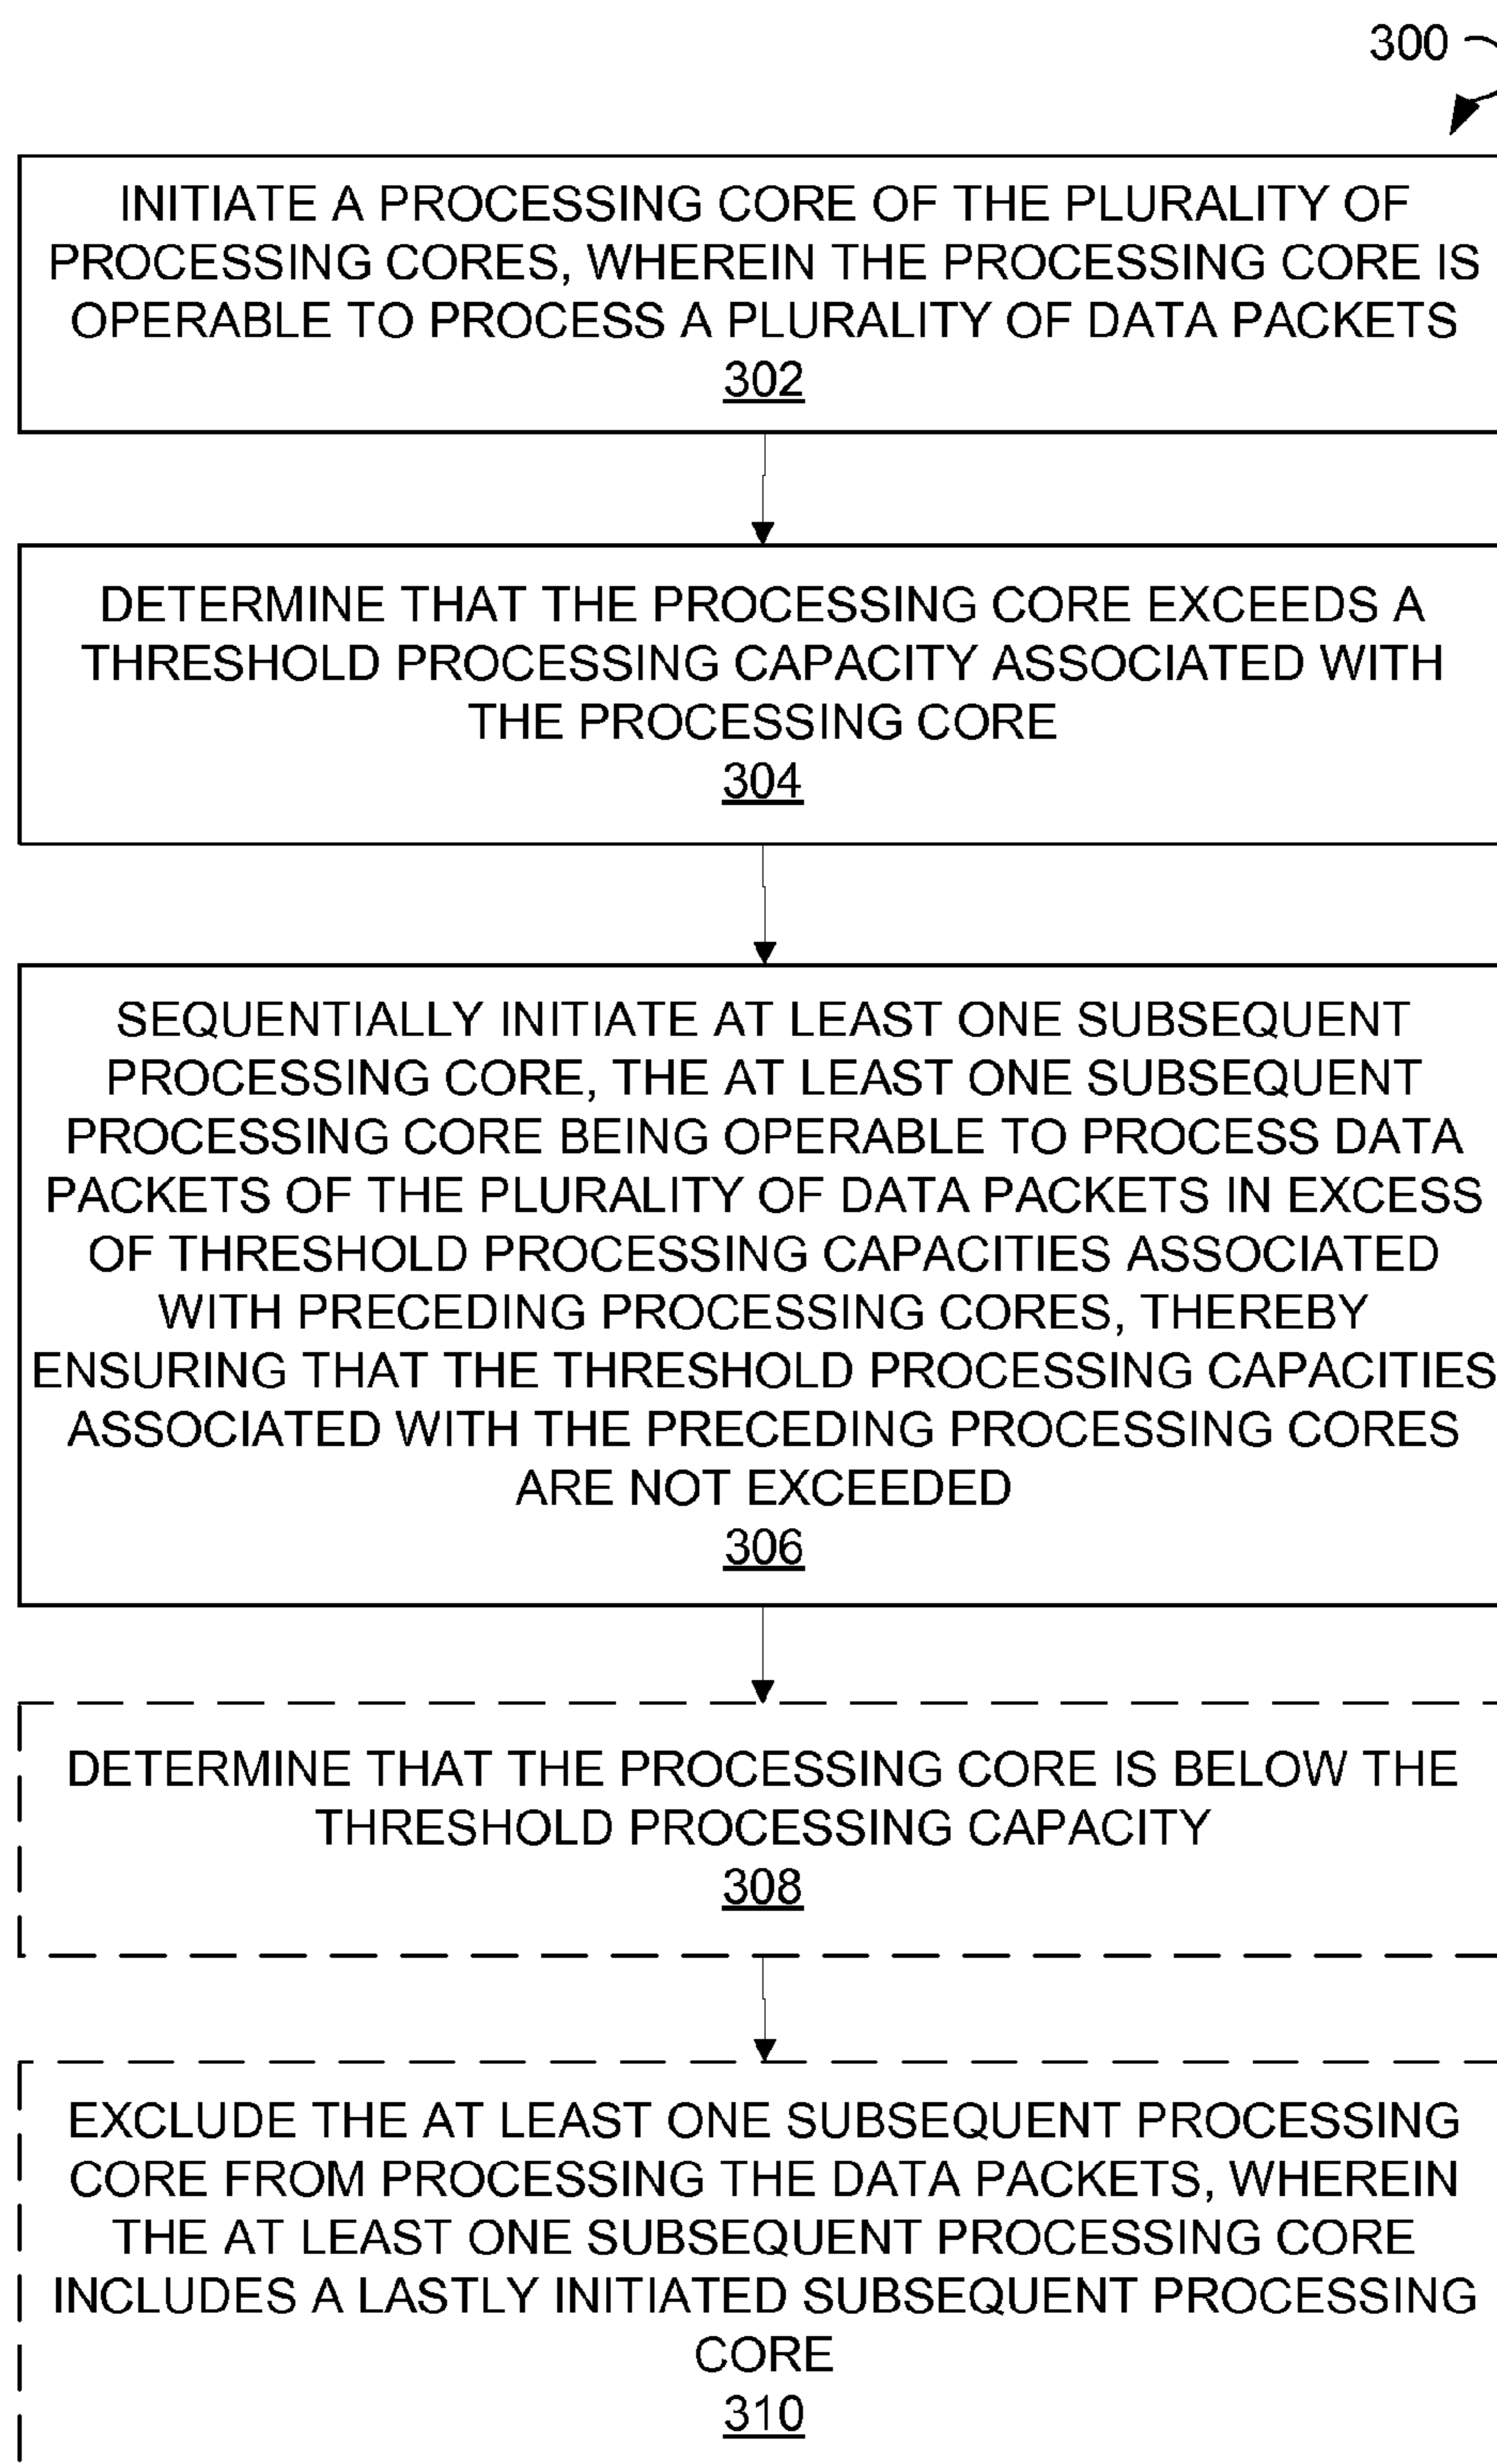 300
INITIATE A PROCESSING CORE OF THE PLURALITY OF
PROCESSING CORES, WHEREIN THE PROCESSING CORE IS
OPERABLE TO PROCESS A PLURALITY OF DATA PACKETS
302
DETERMINE THAT THE PROCESSING CORE EXCEEDS A
THRESHOLD PROCESSING CAPACITY ASSOCIATED WITH
THE PROCESSING CORE
304
SEQUENTIALLY INITIATE AT LEAST ONE SUBSEQUENT
PROCESSING CORE, THE AT LEAST ONE SUBSEQUENT
PROCESSING CORE BEING OPERABLE TO PROCESS DATA
PACKETS OF THE PLURALITY OF DATA PACKETS IN EXCESS
OF THRESHOLD PROCESSING CAPACITIES ASSOCIATED
WITH PRECEDING PROCESSING CORES, THEREBY
ENSURING THAT THE THRESHOLD PROCESSING CAPACITIES
ASSOCIATED WITH THE PRECEDING PROCESSING CORES
ARE NOT EXCEEDED
306
DETERMINE THAT THE PROCESSING CORE IS BELOW THE
THRESHOLD PROCESSING CAPACITY
308
EXCLUDE THE AT LEAST ONE SUBSEQUENT PROCESSING
CORE FROM PROCESSING THE DATA PACKETS, WHEREIN
THE AT LEAST ONE SUBSEQUENT PROCESSING CORE
INCLUDES A LASTLY INITIATED SUBSEQUENT PROCESSING
CORE
310